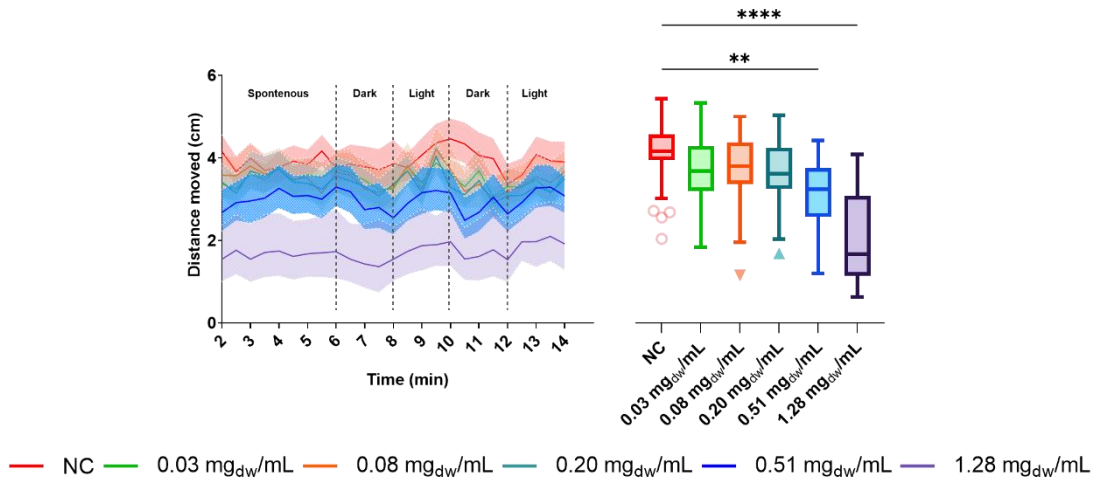 ****
**
6
4
2
0
Distance moved (cm)
Spontenous
Dark
Light
Dark
Light
2
3
4
5
6
7
8
9
10
11
12
13
14
Time (min)
NC
0.03 mgdw/mL
0.08 mgdw/mL
0.20 mgdw/mL
0.51 mgdw/mL
1.28 mgdw/mL
NC 0.03 mgdw/mL 0.08 mgdw/mL 0.20 mgdw/mL 0.51 mgdw/mL 1.28 mgdw/mL